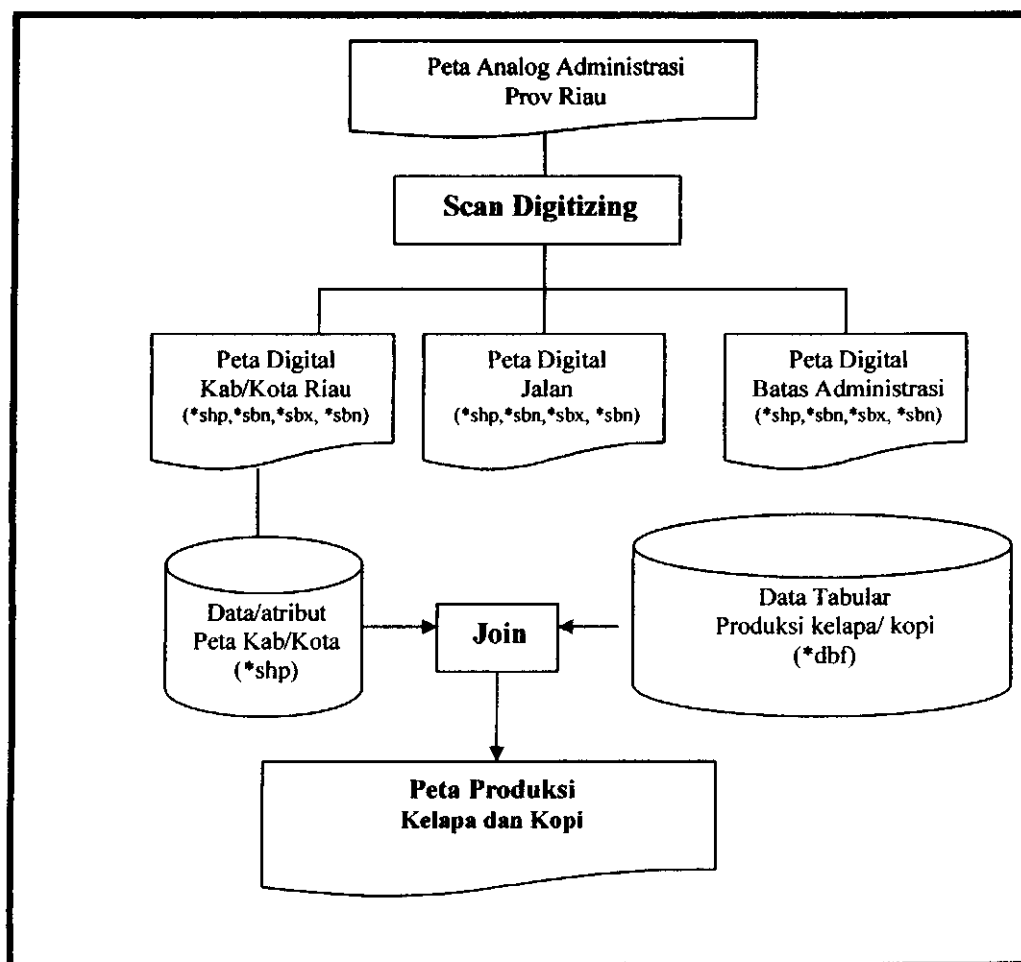 Peta Analog Administrasi
Prov Riau
Scan Digitizing
Peta Digital
Kab/Kota Riau
(*shp,*sbn,*sbx, *sbn)
Peta Digital
Jalan
(*shp,*sbn,*sbx, *sbn)
Peta Digital
Batas Administrasi
(*shp,*sbn,*sbx, *sbn)
Data/atribut
Peta Kab/Kota
(*shp)
Join
Data Tabular
Produksi kelapa/ kopi
(*dbf)
Peta Produksi
Kelapa dan Kopi